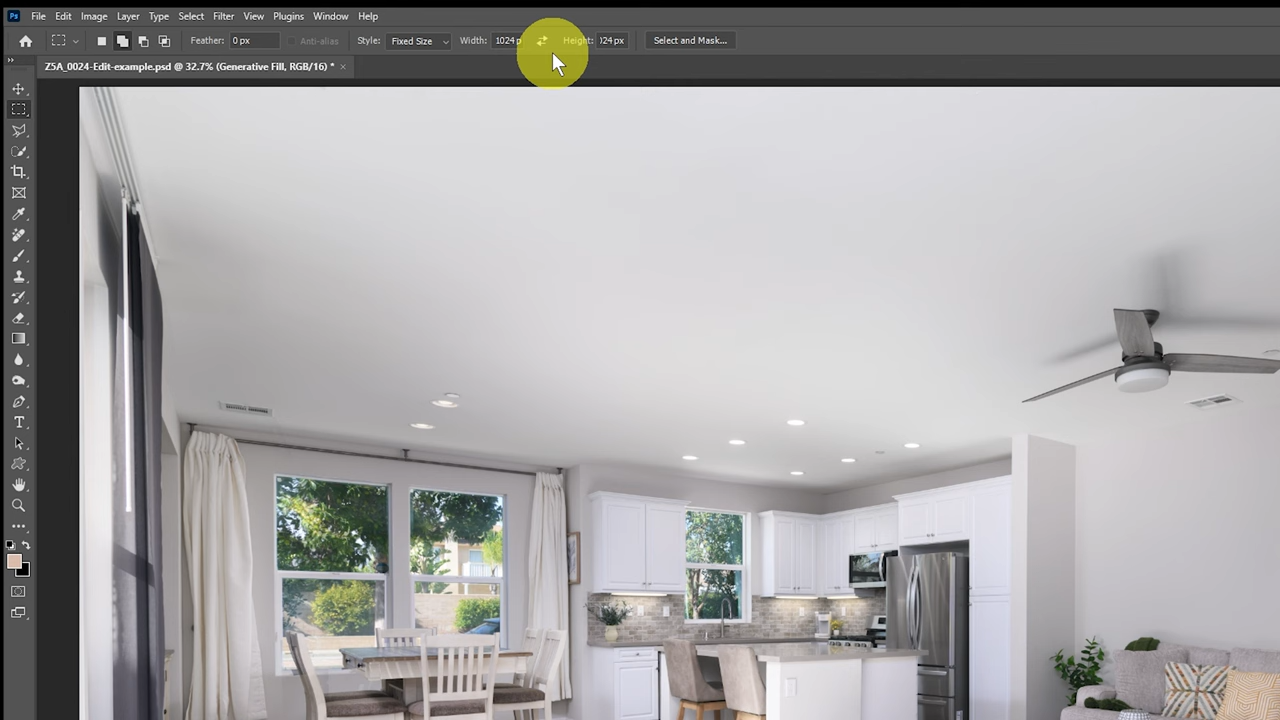 Ps File Edit Image Layer Type Select Filter View Plugins Window Help
Feather: 0 px Anti-alias Style: Fixed Size Width: 1024 p Height: 024 px Select and Mask...
Z5A_0024-Edit-example.psd @ 32.7% (Generative Fill, RGB/16) * ×